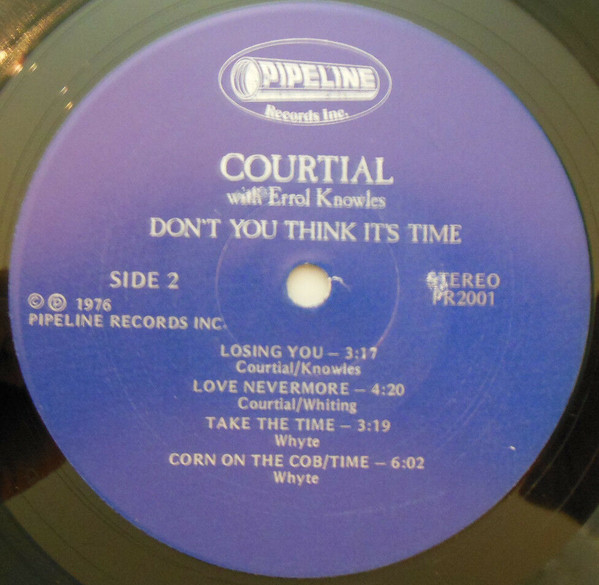 PIPELINE
Records Inc.
COURTIAL
with Errol Knowles
DON'T YOU THINK IT'S TIME
SIDE 2
STEREO
PR2001
© ℗ 1976
PIPELINE RECORDS INC.
LOSING YOU – 3:17
Courtial/Knowles
LOVE NEVERMORE – 4:20
Courtial/Whiting
TAKE THE TIME – 3:19
Whyte
CORN ON THE COB/TIME – 6:02
Whyte